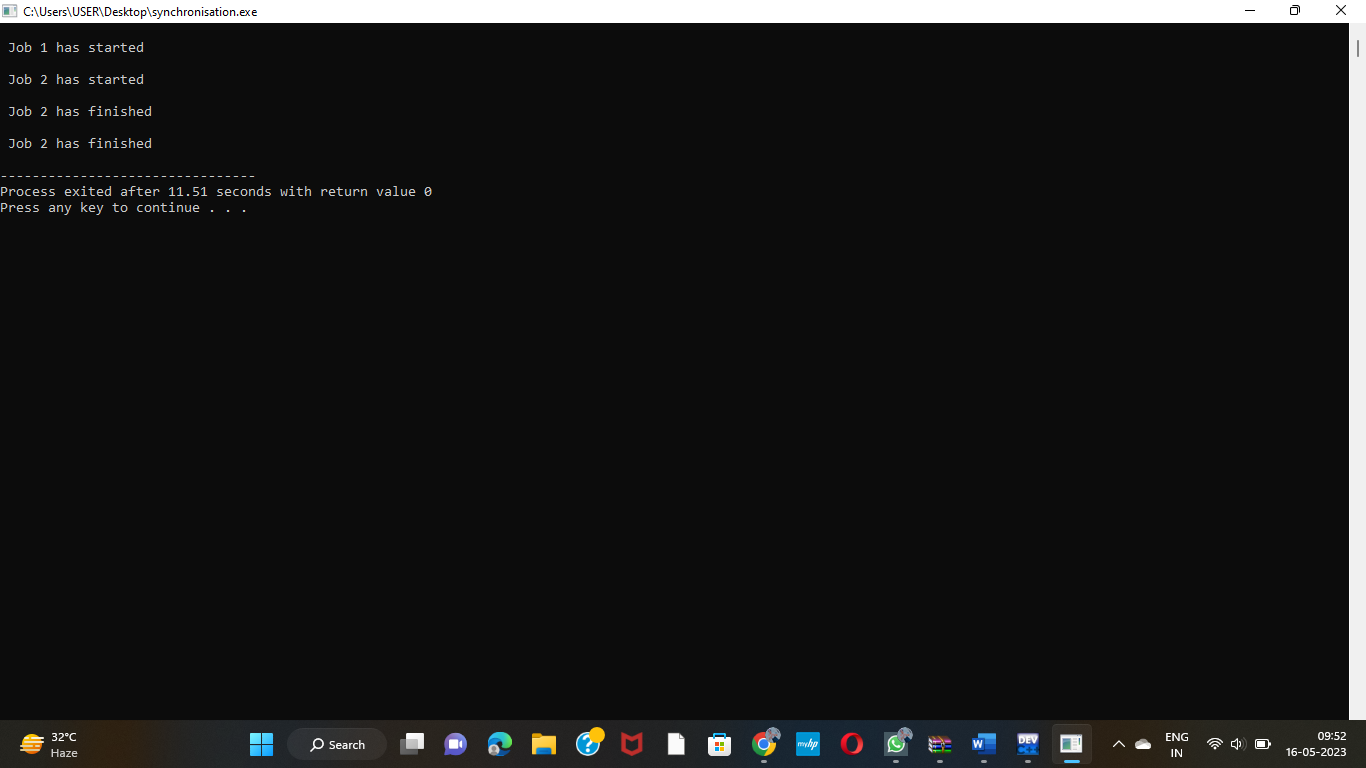 C:\Users\USER\Desktop\synchronisation.exe
Job 1 has started
Job 2 has started
Job 2 has finished
Job 2 has finished
--------------------------------
Process exited after 11.51 seconds with return value 0
Press any key to continue . . .
32°C
Haze
Search
myhp
W
DEV
ENG
IN
09:52
16-05-2023